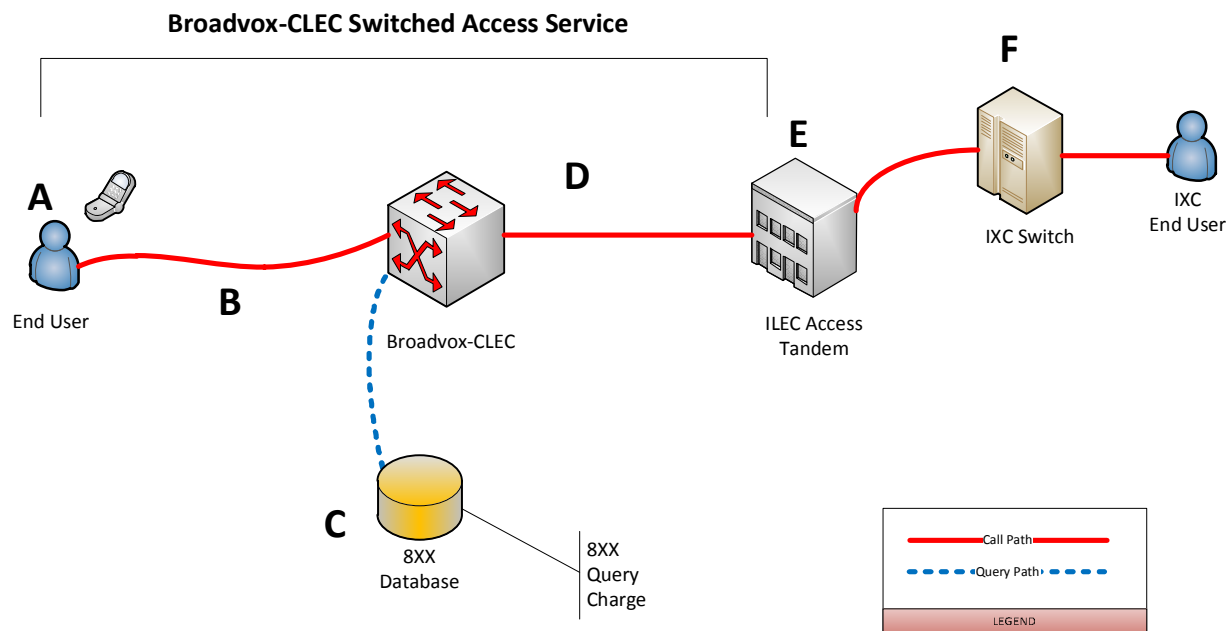 Broadvox-CLEC Switched Access Service
F
E
D
A
B
IXC
End User
IXC Switch
End User
Broadvox-CLEC
ILEC Access
Tandem
C
8XX
Database
8XX
Query
Charge
Call Path
Query Path
LEGEND